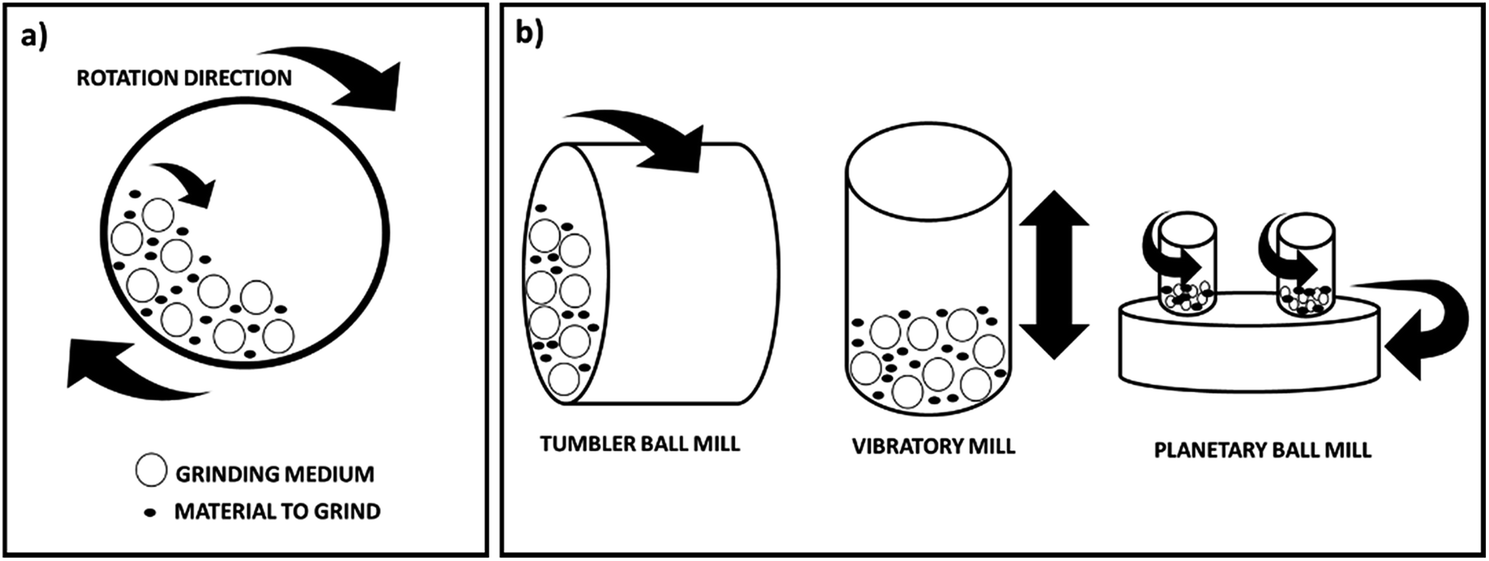 a)
ROTATION DIRECTION
GRINDING MEDIUM
MATERIAL TO GRIND
b)
TUMBLER BALL MILL
VIBRATORY MILL
PLANETARY BALL MILL